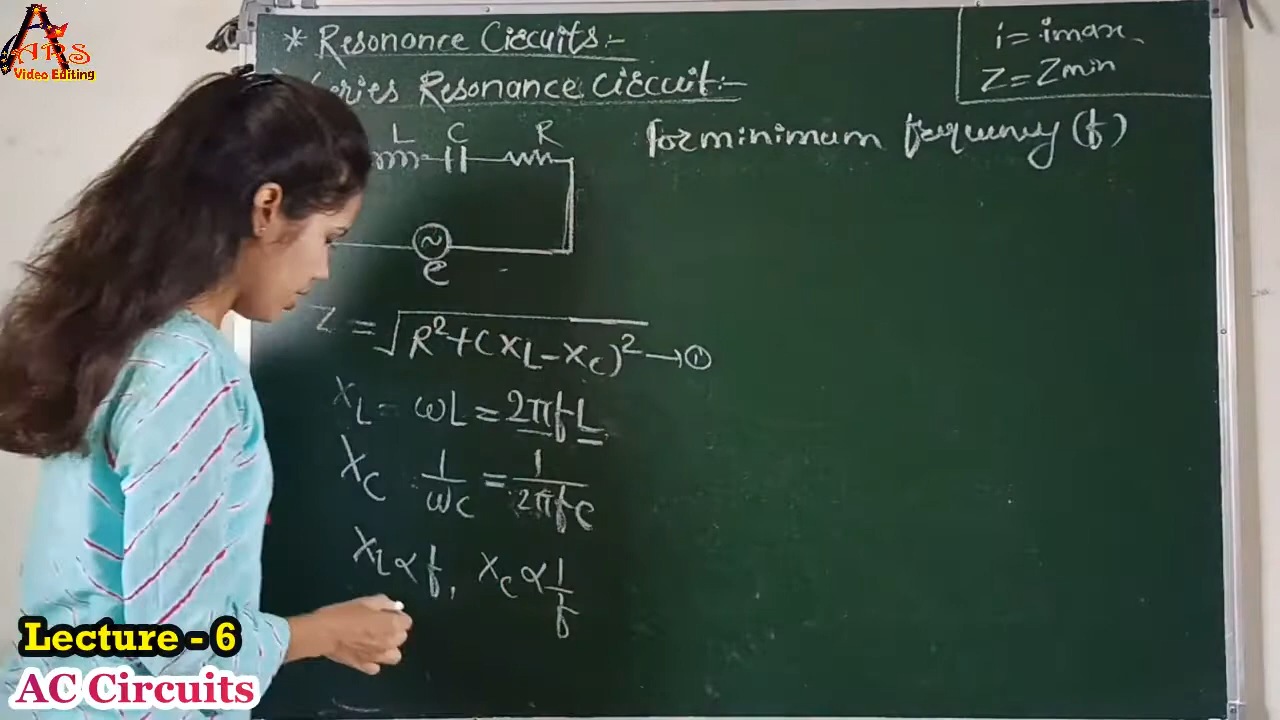 ARS
Video Editing
* Resonance Circuits:-
eries Resonance Circuit:-
i = imax
Z = Zmin
L C R
for minimum frequency (f)
~
e
Z = √R²+(XL-XC)² → ①
XL = ωL = 2πfL
XC 1/ωC = 1/2πfC
XL ∝ f, XC ∝ 1/f
Lecture - 6
AC Circuits